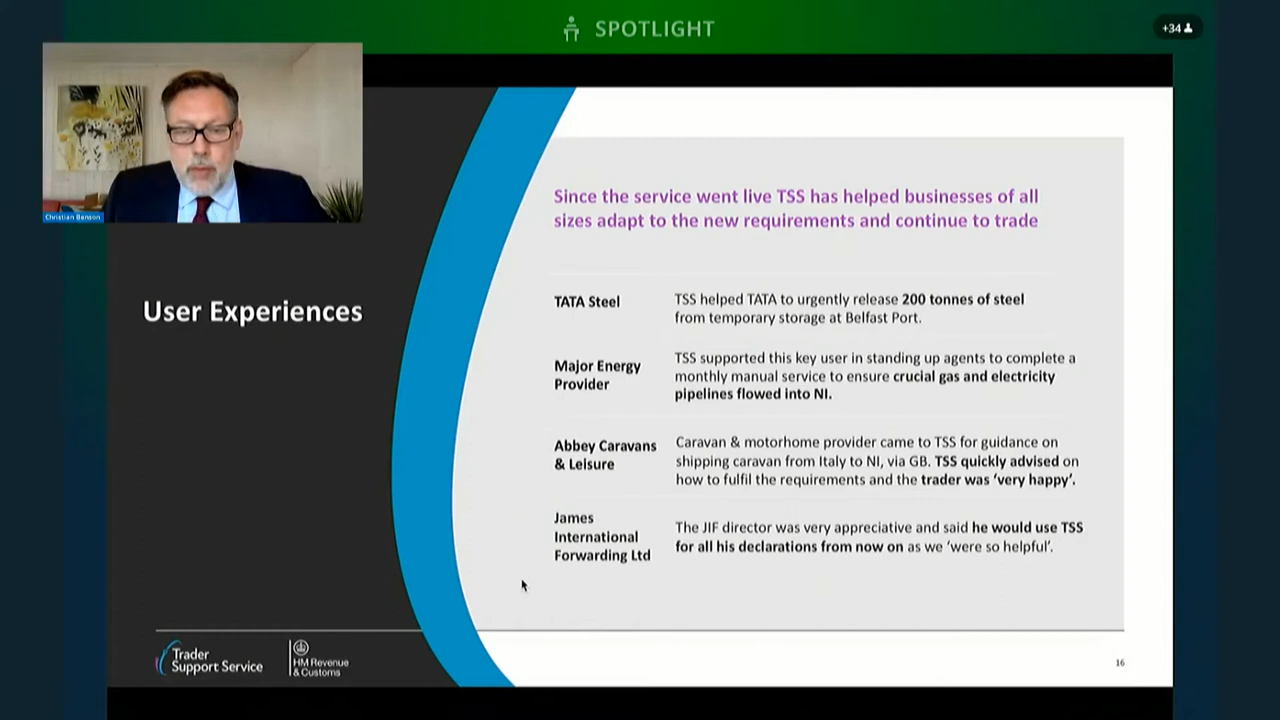 SPOTLIGHT
+34
Christian Benson
User Experiences
Since the service went live TSS has helped businesses of all
sizes adapt to the new requirements and continue to trade
TATA Steel
TSS helped TATA to urgently release 200 tonnes of steel
from temporary storage at Belfast Port.
Major Energy
Provider
TSS supported this key user in standing up agents to complete a
monthly manual service to ensure crucial gas and electricity
pipelines flowed into NI.
Abbey Caravans
& Leisure
Caravan & motorhome provider came to TSS for guidance on
shipping caravan from Italy to NI, via GB. TSS quickly advised on
how to fulfil the requirements and the trader was ‘very happy’.
James
International
Forwarding Ltd
The JIF director was very appreciative and said he would use TSS
for all his declarations from now on as we ‘were so helpful’.
Trader
Support Service
HM Revenue
& Customs
16